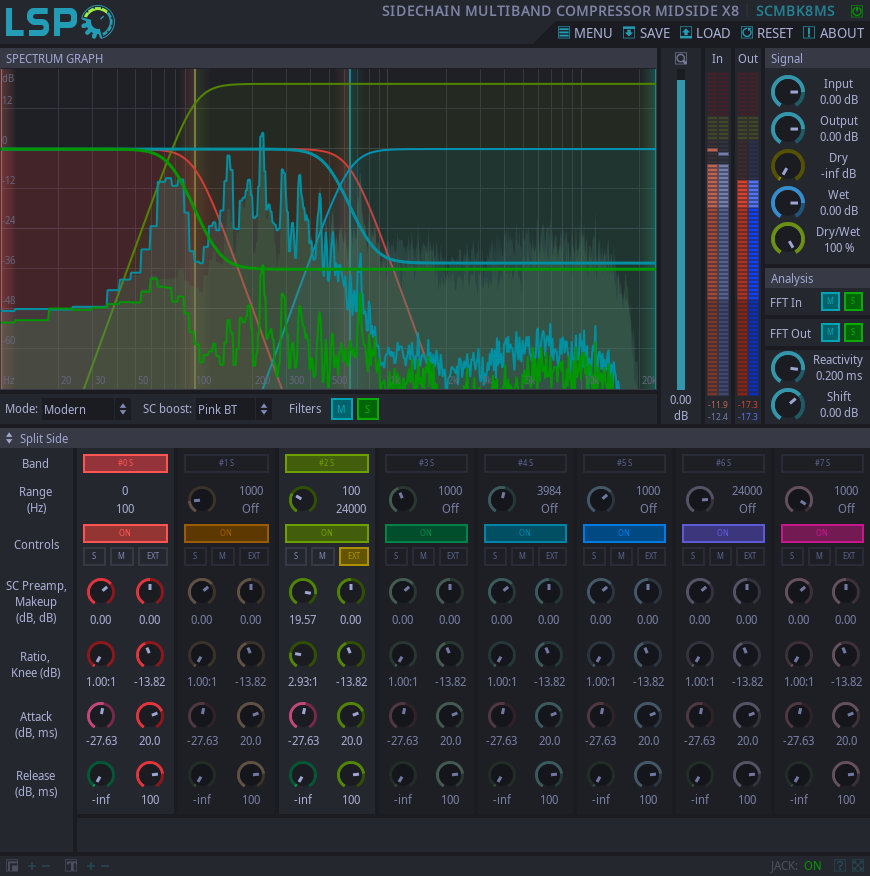 LSP
SIDECHAIN MULTIBAND COMPRESSOR MIDSIDE X8 SCMBK8MS
MENU SAVE LOAD RESET ABOUT
SPECTRUM GRAPH
In Out
Signal
dB
12
0
-12
-24
-36
-48
-60
Hz 20 30 50 100 200 300 500 1k 2k 10k 20k
0.00
dB
-11.9 -17.3
-12.4 -17.3
Input
0.00 dB
Output
0.00 dB
Dry
-inf dB
Wet
0.00 dB
Dry/Wet
100 %
Analysis
FFT In M S
FFT Out M S
Reactivity
0.200 ms
Shift
0.00 dB
Mode: Modern SC boost: Pink BT Filters M S
Split Side
Band #0 S #1 S #2 S #3 S #4 S #5 S #6 S #7 S
Range
(Hz)
0 1000 100 1000 3984 1000 24000 1000
100 Off 24000 Off Off Off Off Off
Controls
ON ON ON ON ON ON ON ON
S M EXT S M EXT S M EXT S M EXT S M EXT S M EXT S M EXT S M EXT
SC Preamp,
Makeup
(dB, dB)
0.00 0.00 0.00 0.00 19.57 0.00 0.00 0.00 0.00 0.00 0.00 0.00 0.00 0.00 0.00 0.00
Ratio,
Knee (dB)
1.00:1 -13.82 1.00:1 -13.82 2.93:1 -13.82 1.00:1 -13.82 1.00:1 -13.82 1.00:1 -13.82 1.00:1 -13.82 1.00:1 -13.82
Attack
(dB, ms)
-27.63 20.0 -27.63 20.0 -27.63 20.0 -27.63 20.0 -27.63 20.0 -27.63 20.0 -27.63 20.0 -27.63 20.0
Release
(dB, ms)
-inf 100 -inf 100 -inf 100 -inf 100 -inf 100 -inf 100 -inf 100 -inf 100
JACK: ON